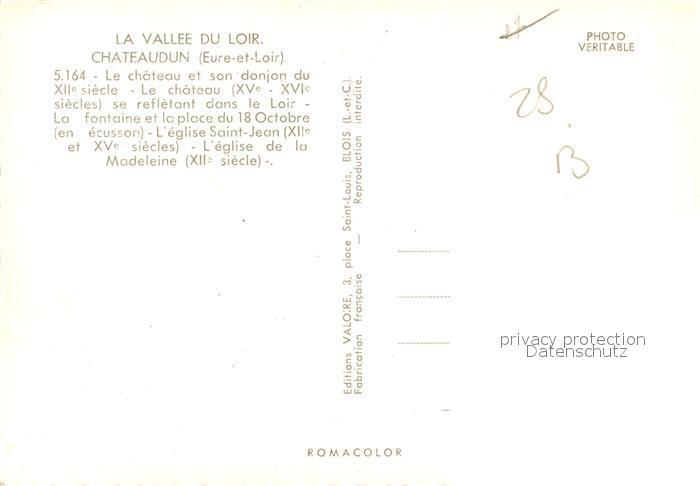 LA VALLEE DU LOIR.
CHATEAUDUN (Eure-et-Loir).
5.164 - Le château et son donjon du
XIIe siècle - Le château (XVe - XVIe
siècles) se reflètant dans le Loir -
La fontaine et la place du 18 Octobre
(en écusson) - L'église Saint-Jean (XIIe
et XVe siècles) - L'église de la
Madeleine (XIIe siècle) -.
Editions VALOIRE, 3, place Saint-Louis, BLOIS (L.-et-C.)
Fabrication française - Reproduction interdite.
PHOTO
VERITABLE
28
B
privacy protection
Datenschutz
ROMACOLOR